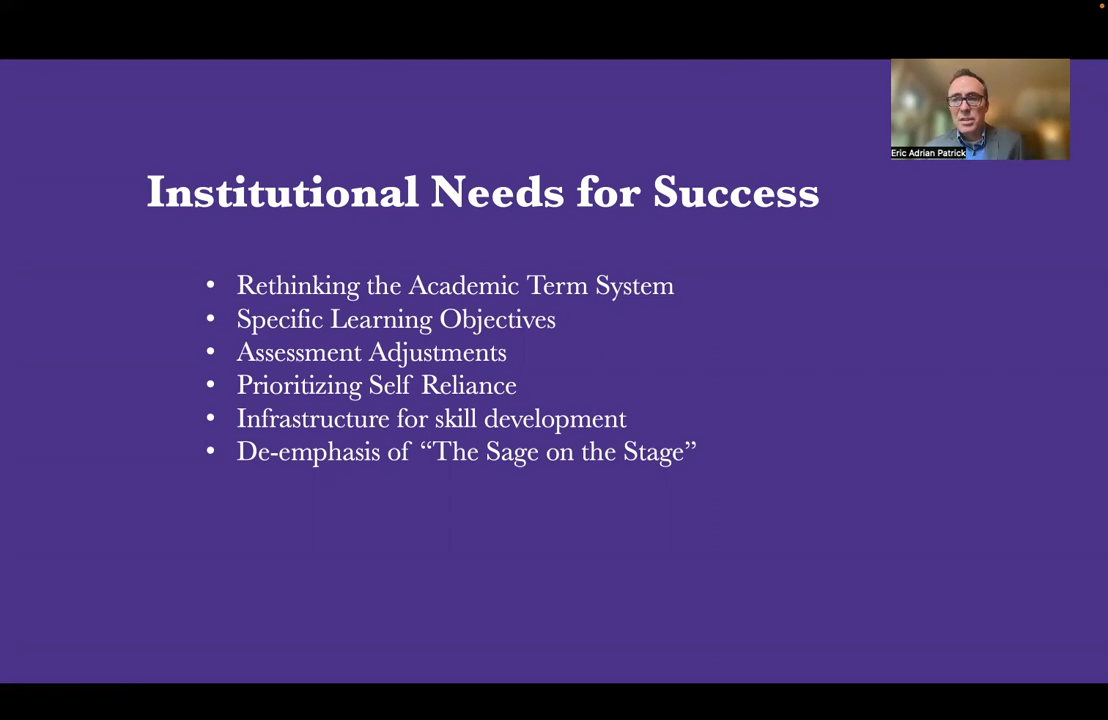 Eric Adrian Patrick
Institutional Needs for Success
• Rethinking the Academic Term System
• Specific Learning Objectives
• Assessment Adjustments
• Prioritizing Self Reliance
• Infrastructure for skill development
• De-emphasis of “The Sage on the Stage”